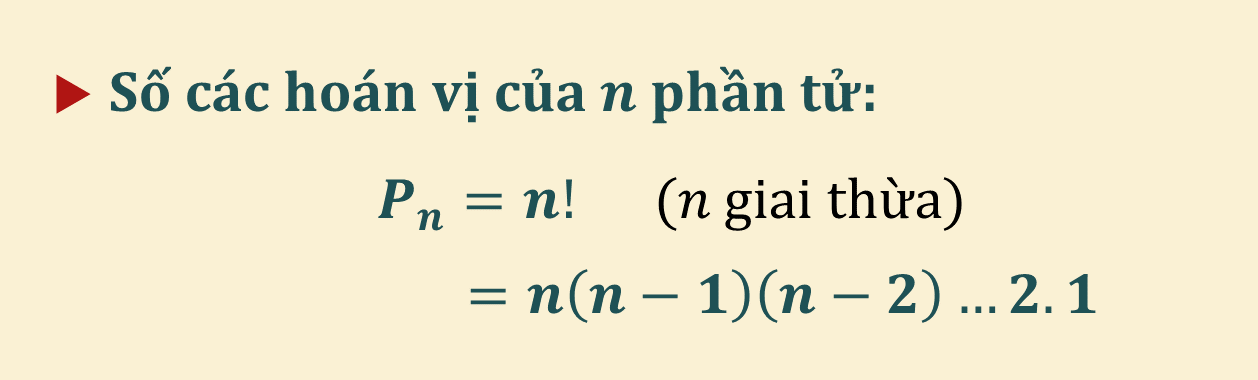 Số các hoán vị của n phần tử:
Pₙ = n! (n giai thừa)
= n(n − 1)(n − 2) ... 2. 1